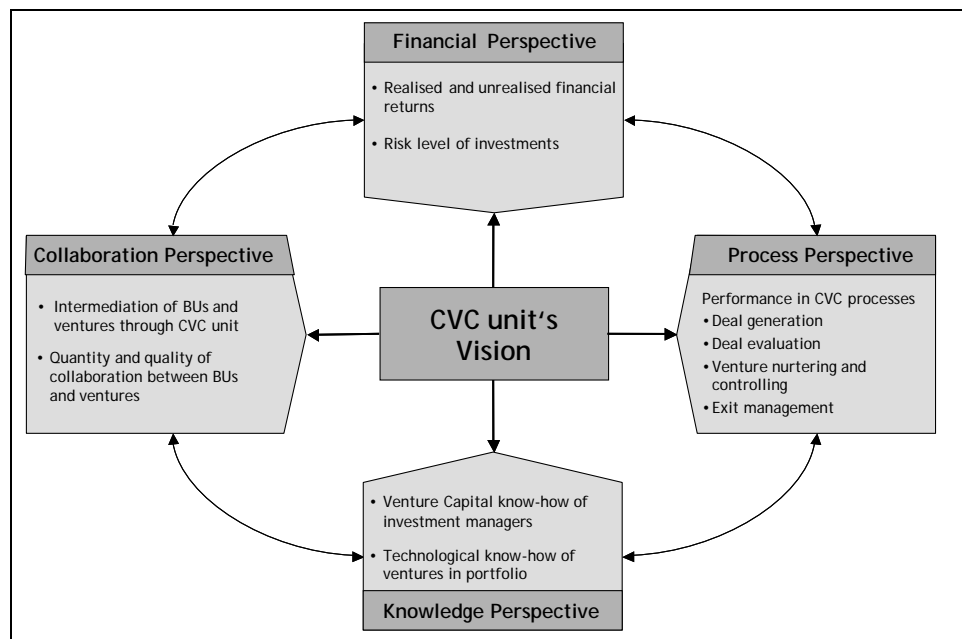 Financial Perspective
• Realised and unrealised financial
returns
• Risk level of investments
Collaboration Perspective
• Intermediation of BUs and
ventures through CVC unit
• Quantity and quality of
collaboration between BUs
and ventures
CVC unit‘s
Vision
Process Perspective
Performance in CVC processes
• Deal generation
• Deal evaluation
• Venture nurtering and
controlling
• Exit management
• Venture Capital know-how of
investment managers
• Technological know-how of
ventures in portfolio
Knowledge Perspective